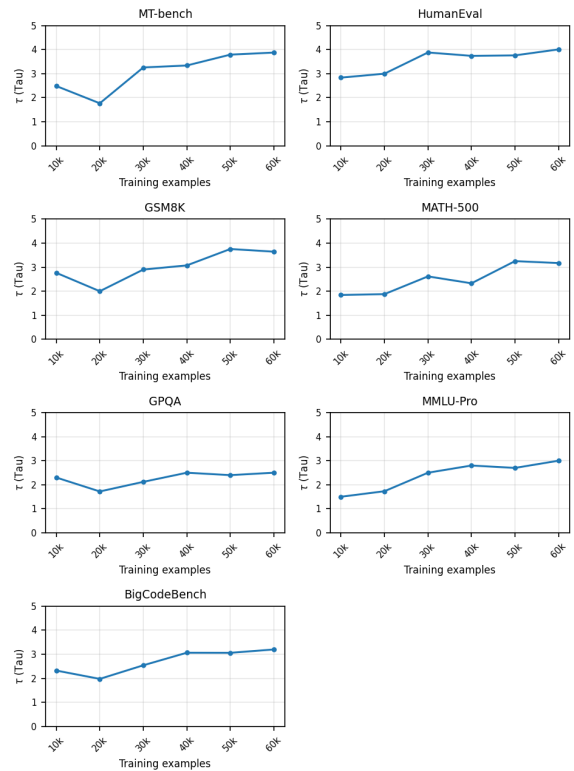 MT-bench
5
4
3
2
1
0
τ (Tau)
10k 20k 30k 40k 50k 60k
Training examples
HumanEval
5
4
3
2
1
0
τ (Tau)
10k 20k 30k 40k 50k 60k
Training examples
GSM8K
5
4
3
2
1
0
τ (Tau)
10k 20k 30k 40k 50k 60k
Training examples
MATH-500
5
4
3
2
1
0
τ (Tau)
10k 20k 30k 40k 50k 60k
Training examples
GPQA
5
4
3
2
1
0
τ (Tau)
10k 20k 30k 40k 50k 60k
Training examples
MMLU-Pro
5
4
3
2
1
0
τ (Tau)
10k 20k 30k 40k 50k 60k
Training examples
BigCodeBench
5
4
3
2
1
0
τ (Tau)
10k 20k 30k 40k 50k 60k
Training examples